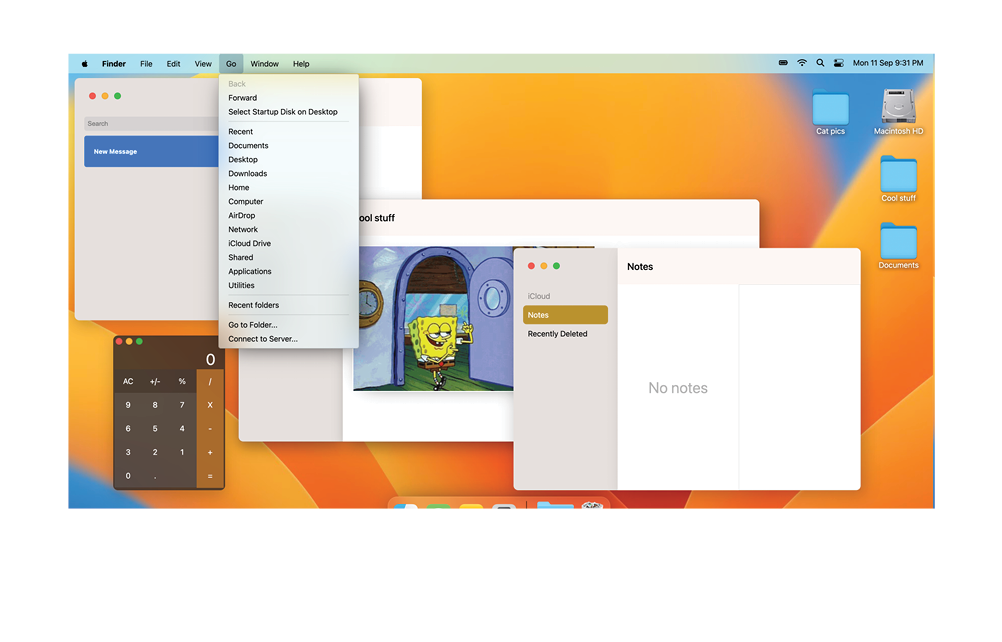 Finder File Edit View Go Window Help
Mon 11 Sep 9:31 PM
Back
Forward
Select Startup Disk on Desktop
Recent
Documents
Desktop
Downloads
Home
Computer
AirDrop
Network
iCloud Drive
Shared
Applications
Utilities
Recent folders
Go to Folder...
Connect to Server...
Search
New Message
Cat pics
Macintosh HD
Cool stuff
Documents
ool stuff
Notes
iCloud
Notes
Recently Deleted
No notes
0
AC +/- % /
9 8 7 X
6 5 4 -
3 2 1 +
0 . =